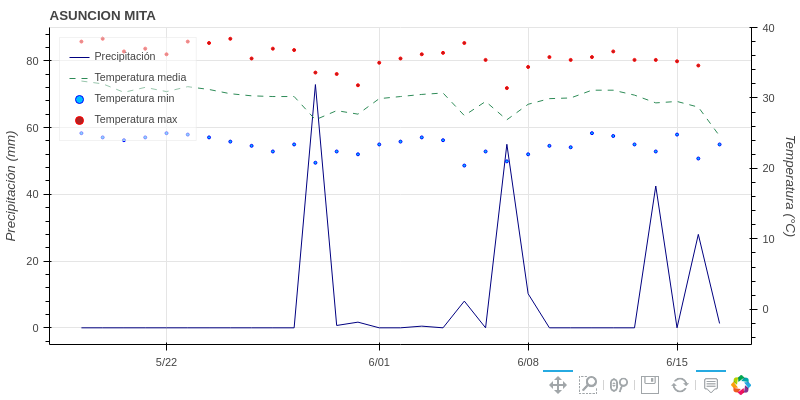 ASUNCION MITA
Precipitación
Temperatura media
Temperatura min
Temperatura max
Precipitación (mm)
80
60
40
20
0
Temperatura (°C)
40
30
20
10
0
5/22
6/01
6/08
6/15